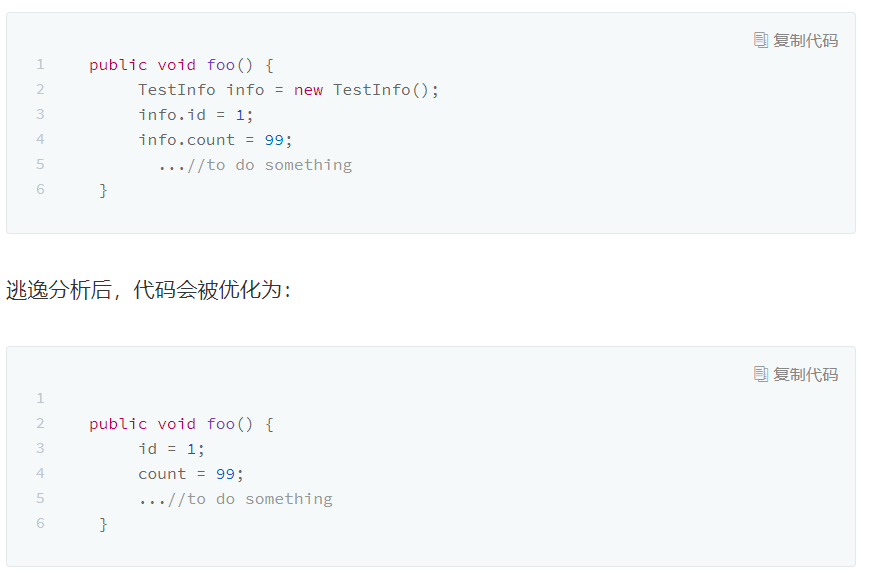 复制代码
1 public void foo() {
2 TestInfo info = new TestInfo();
3 info.id = 1;
4 info.count = 99;
5 ...//to do something
6 }
逃逸分析后，代码会被优化为：
复制代码
1
2 public void foo() {
3 id = 1;
4 count = 99;
5 ...//to do something
6 }